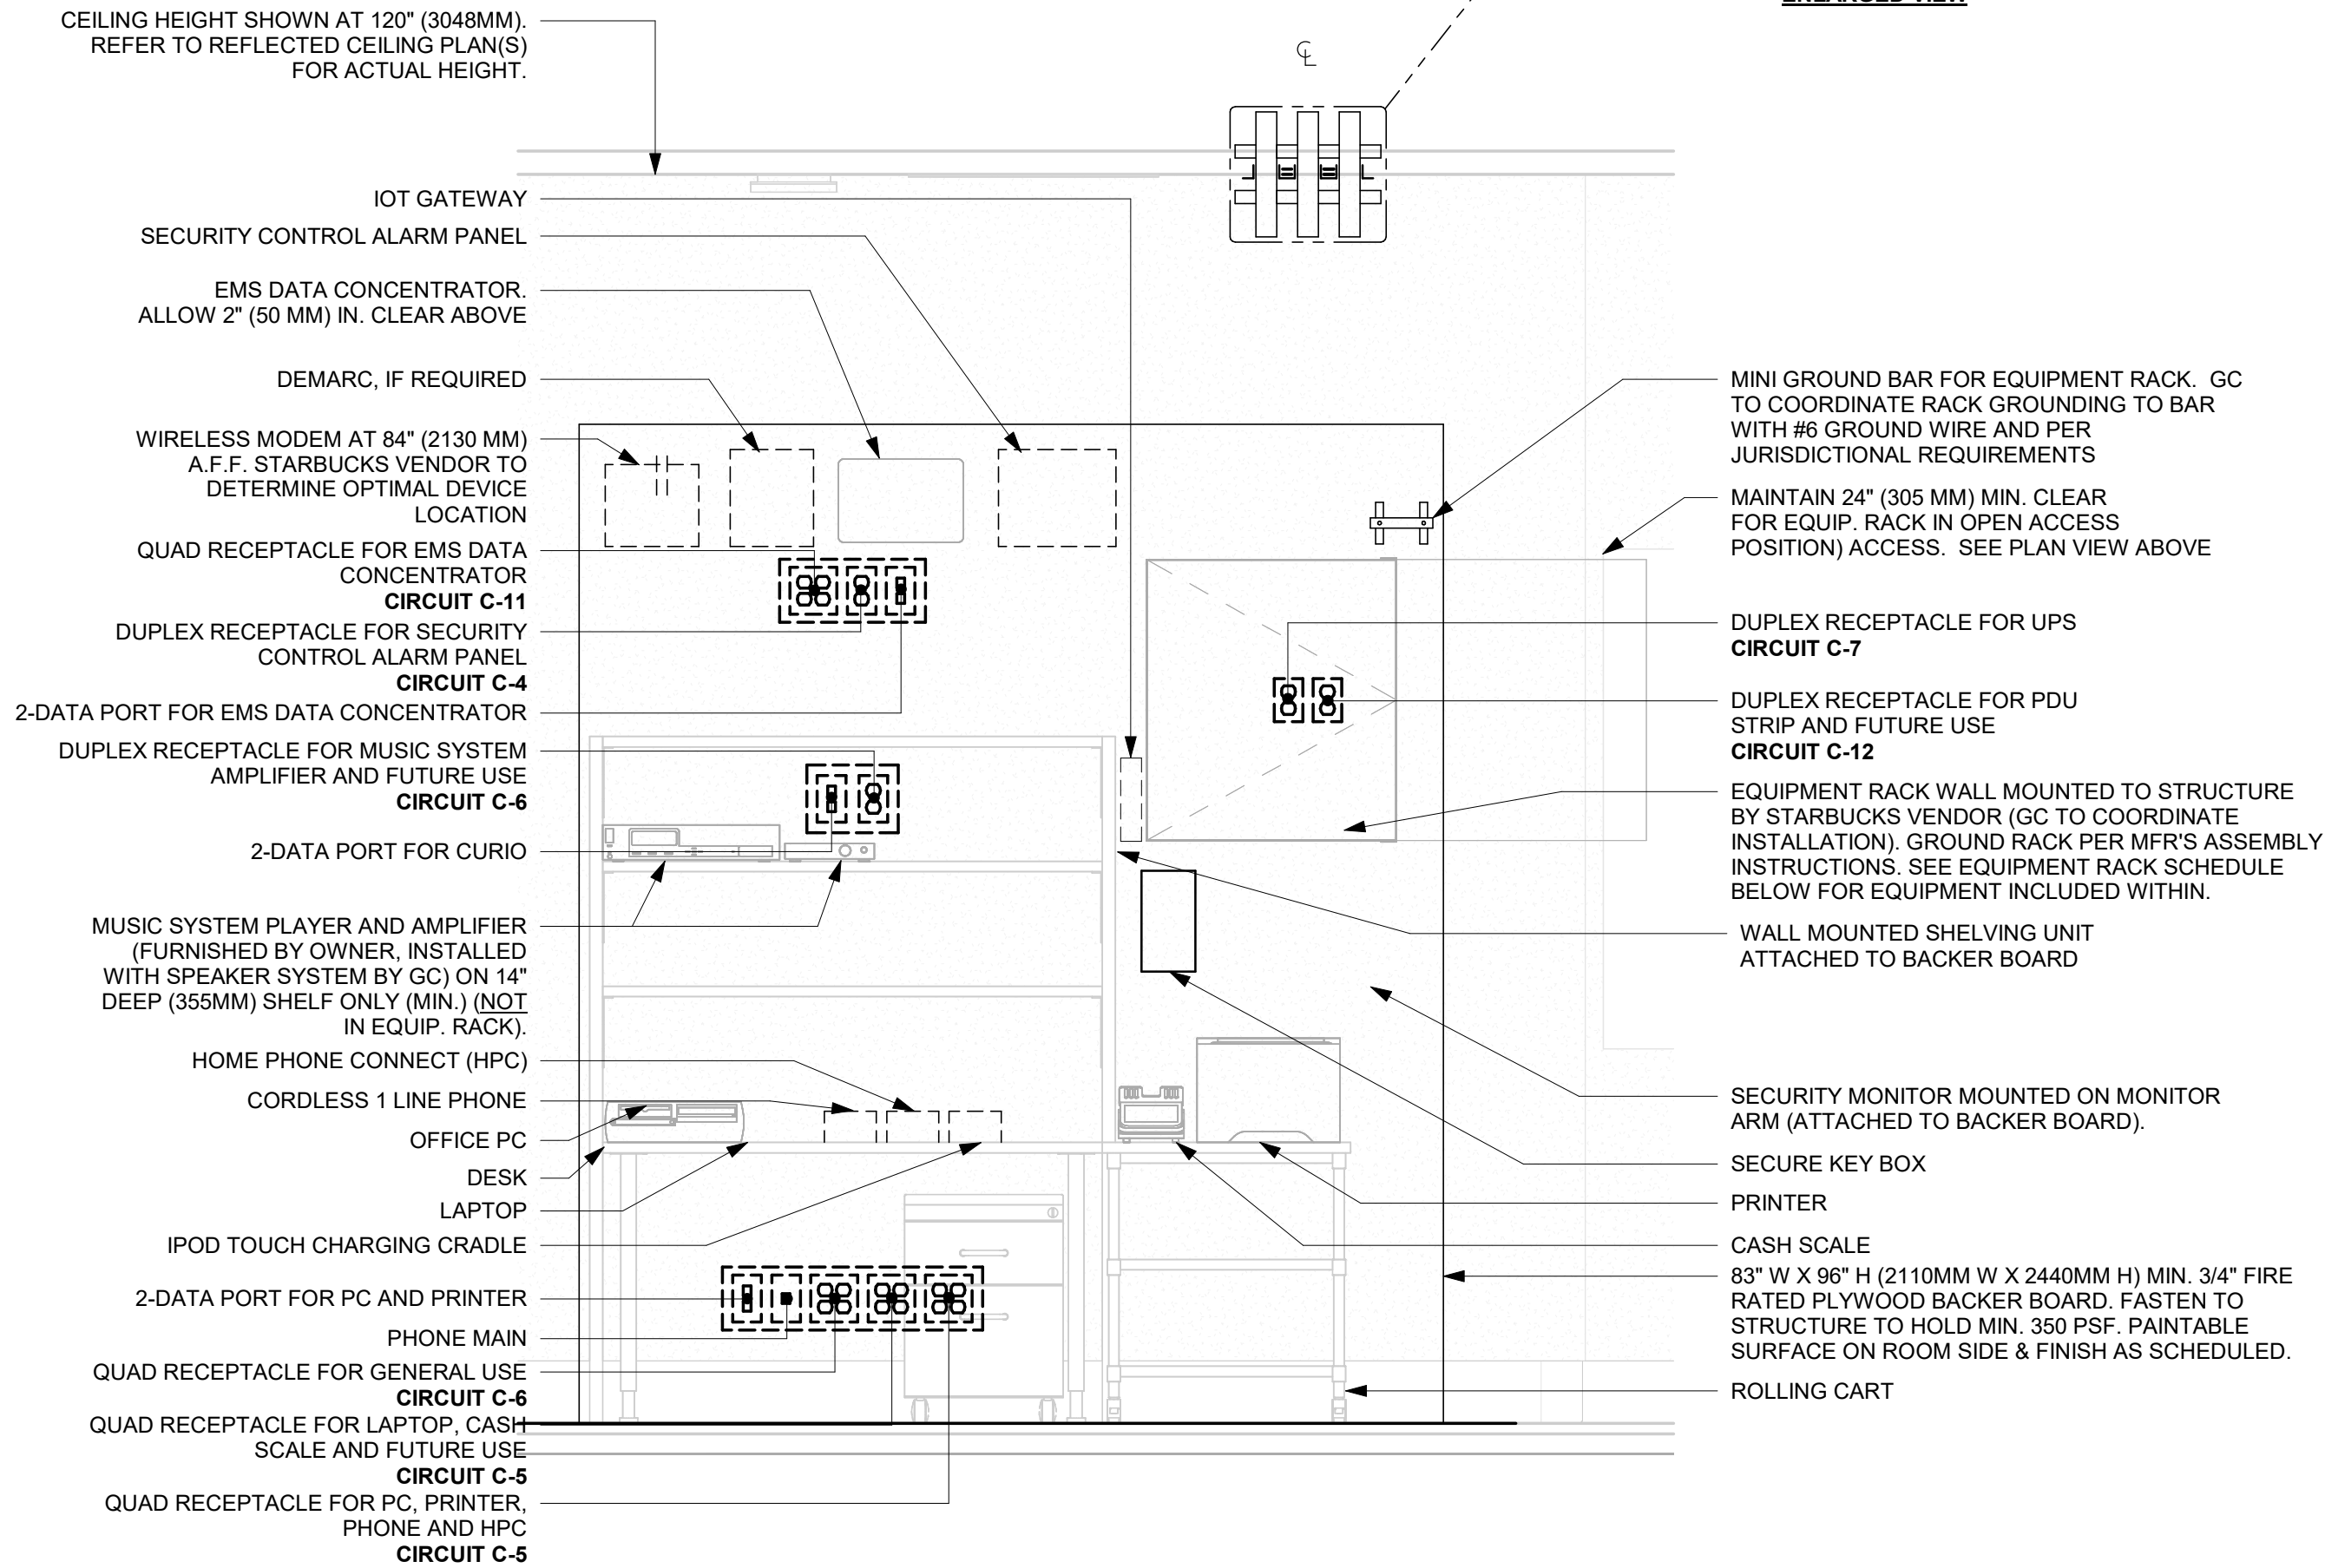 ENLARGED VIEW
CEILING HEIGHT SHOWN AT 120" (3048MM).
REFER TO REFLECTED CEILING PLAN(S)
FOR ACTUAL HEIGHT.
IOT GATEWAY
SECURITY CONTROL ALARM PANEL
EMS DATA CONCENTRATOR.
ALLOW 2" (50 MM) IN. CLEAR ABOVE
DEMARC, IF REQUIRED
WIRELESS MODEM AT 84" (2130 MM)
A.F.F. STARBUCKS VENDOR TO
DETERMINE OPTIMAL DEVICE
LOCATION
QUAD RECEPTACLE FOR EMS DATA
CONCENTRATOR
CIRCUIT C-11
DUPLEX RECEPTACLE FOR SECURITY
CONTROL ALARM PANEL
CIRCUIT C-4
2-DATA PORT FOR EMS DATA CONCENTRATOR
DUPLEX RECEPTACLE FOR MUSIC SYSTEM
AMPLIFIER AND FUTURE USE
CIRCUIT C-6
2-DATA PORT FOR CURIO
MUSIC SYSTEM PLAYER AND AMPLIFIER
(FURNISHED BY OWNER, INSTALLED
WITH SPEAKER SYSTEM BY GC) ON 14"
DEEP (355MM) SHELF ONLY (MIN.) (NOT
IN EQUIP. RACK).
HOME PHONE CONNECT (HPC)
CORDLESS 1 LINE PHONE
OFFICE PC
DESK
LAPTOP
IPOD TOUCH CHARGING CRADLE
2-DATA PORT FOR PC AND PRINTER
PHONE MAIN
QUAD RECEPTACLE FOR GENERAL USE
CIRCUIT C-6
QUAD RECEPTACLE FOR LAPTOP, CASH
SCALE AND FUTURE USE
CIRCUIT C-5
QUAD RECEPTACLE FOR PC, PRINTER,
PHONE AND HPC
CIRCUIT C-5
MINI GROUND BAR FOR EQUIPMENT RACK. GC
TO COORDINATE RACK GROUNDING TO BAR
WITH #6 GROUND WIRE AND PER
JURISDICTIONAL REQUIREMENTS
MAINTAIN 24" (305 MM) MIN. CLEAR
FOR EQUIP. RACK IN OPEN ACCESS
POSITION) ACCESS. SEE PLAN VIEW ABOVE
DUPLEX RECEPTACLE FOR UPS
CIRCUIT C-7
DUPLEX RECEPTACLE FOR PDU
STRIP AND FUTURE USE
CIRCUIT C-12
EQUIPMENT RACK WALL MOUNTED TO STRUCTURE
BY STARBUCKS VENDOR (GC TO COORDINATE
INSTALLATION). GROUND RACK PER MFR'S ASSEMBLY
INSTRUCTIONS. SEE EQUIPMENT RACK SCHEDULE
BELOW FOR EQUIPMENT INCLUDED WITHIN.
WALL MOUNTED SHELVING UNIT
ATTACHED TO BACKER BOARD
SECURITY MONITOR MOUNTED ON MONITOR
ARM (ATTACHED TO BACKER BOARD).
SECURE KEY BOX
PRINTER
CASH SCALE
83" W X 96" H (2110MM W X 2440MM H) MIN. 3/4" FIRE
RATED PLYWOOD BACKER BOARD. FASTEN TO
STRUCTURE TO HOLD MIN. 350 PSF. PAINTABLE
SURFACE ON ROOM SIDE & FINISH AS SCHEDULED.
ROLLING CART